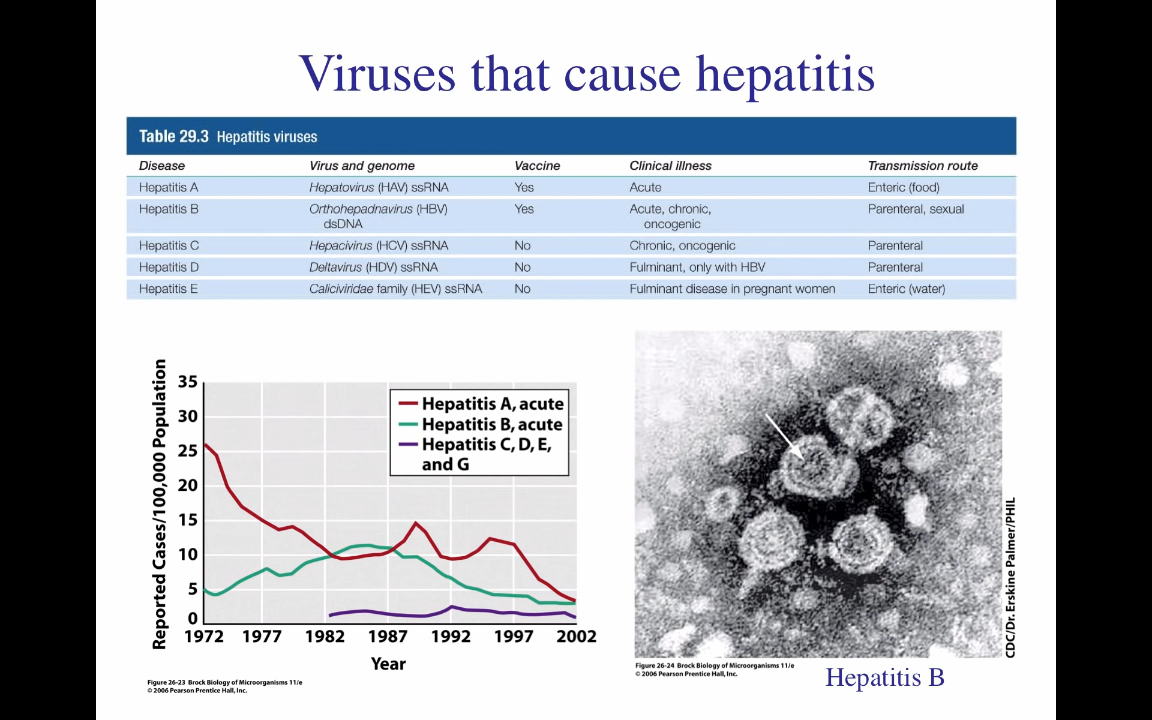 Viruses that cause hepatitis
Table 29.3 Hepatitis viruses
Disease Virus and genome Vaccine Clinical illness Transmission route
Hepatitis A Hepatovirus (HAV) ssRNA Yes Acute Enteric (food)
Hepatitis B Orthohepadnavirus (HBV) Yes Acute, chronic, Parenteral, sexual
dsDNA oncogenic
Hepatitis C Hepacivirus (HCV) ssRNA No Chronic, oncogenic Parenteral
Hepatitis D Deltavirus (HDV) ssRNA No Fulminant, only with HBV Parenteral
Hepatitis E Caliciviridae family (HEV) ssRNA No Fulminant disease in pregnant women Enteric (water)
Reported Cases/100,000 Population
35
30
25
20
15
10
5
0
Hepatitis A, acute
Hepatitis B, acute
Hepatitis C, D, E,
and G
1972 1977 1982 1987 1992 1997 2002
Year
Figure 26-23 Brock Biology of Microorganisms 11/e
© 2006 Pearson Prentice Hall, Inc.
CDC/Dr. Erskine Palmer/PHIL
Figure 26-24 Brock Biology of Microorganisms 11/e
© 2006 Pearson Prentice Hall, Inc.
Hepatitis B